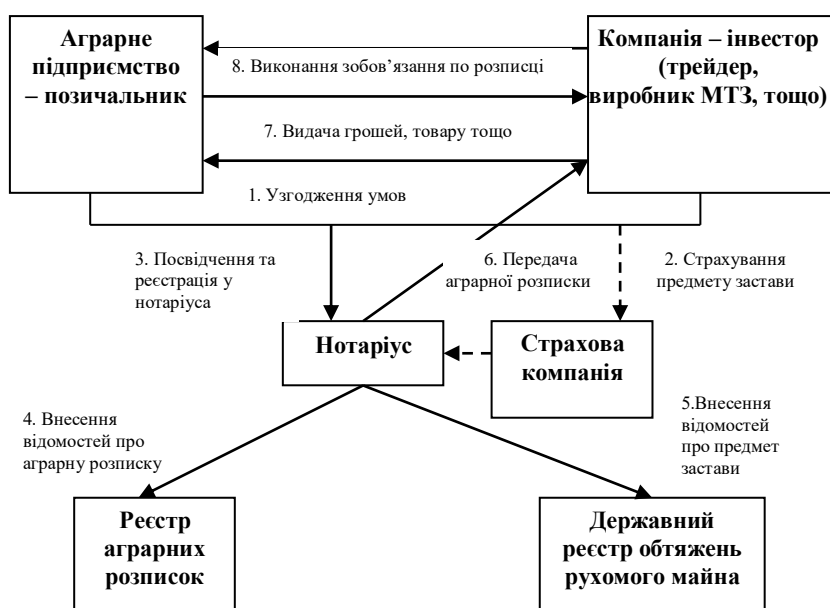 Аграрне
підприємство
– позичальник
Компанія – інвестор
(трейдер,
виробник МТЗ, тощо)
8. Виконання зобов’язання по розписці
7. Видача грошей, товару тощо
1. Узгодження умов
3. Посвідчення та
реєстрація у
нотаріуса
6. Передача
аграрної розписки
2. Страхування
предмету застави
Нотаріус
Страхова
компанія
4. Внесення
відомостей про
аграрну розписку
5.Внесення
відомостей
про предмет
застави
Реєстр
аграрних
розписок
Державний
реєстр обтяжень
рухомого майна